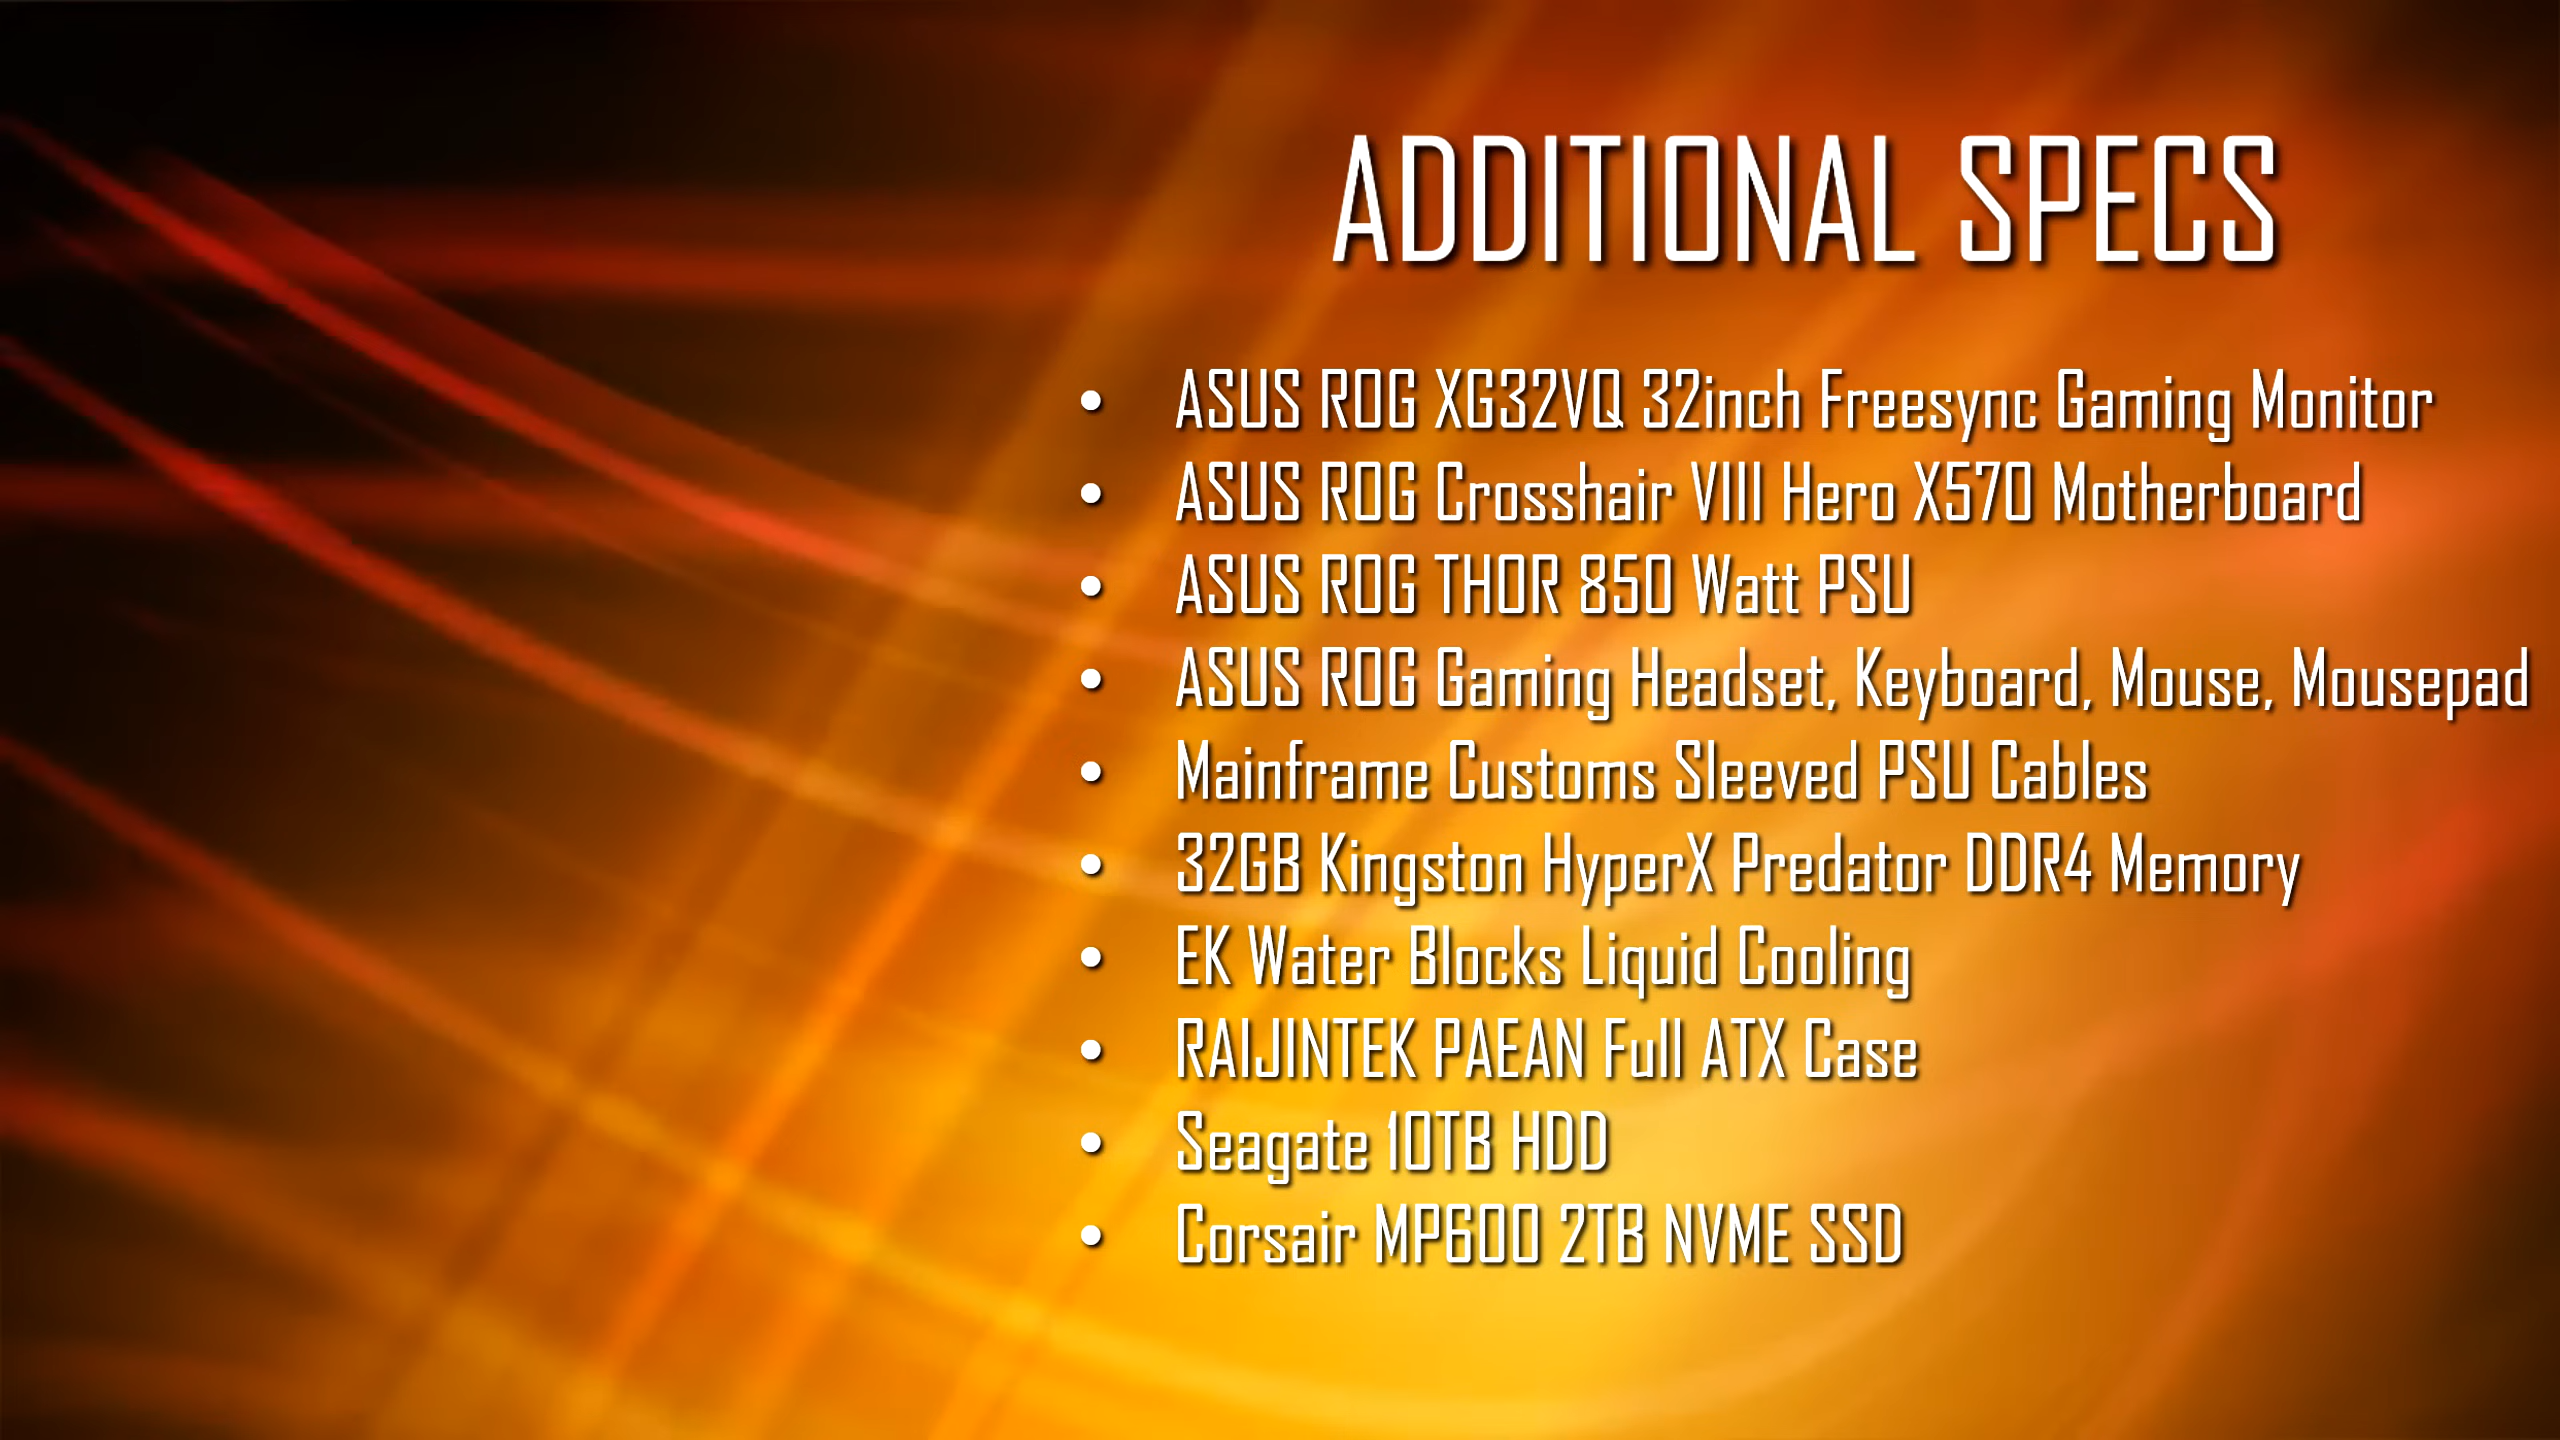 ADDITIONAL SPECS
• ASUS ROG XG32VQ 32inch Freesync Gaming Monitor
• ASUS ROG Crosshair VIII Hero X570 Motherboard
• ASUS ROG THOR 850 Watt PSU
• ASUS ROG Gaming Headset, Keyboard, Mouse, Mousepad
• Mainframe Customs Sleeved PSU Cables
• 32GB Kingston HyperX Predator DDR4 Memory
• EK Water Blocks Liquid Cooling
• RAIJINTEK PAEAN Full ATX Case
• Seagate 10TB HDD
• Corsair MP600 2TB NVME SSD